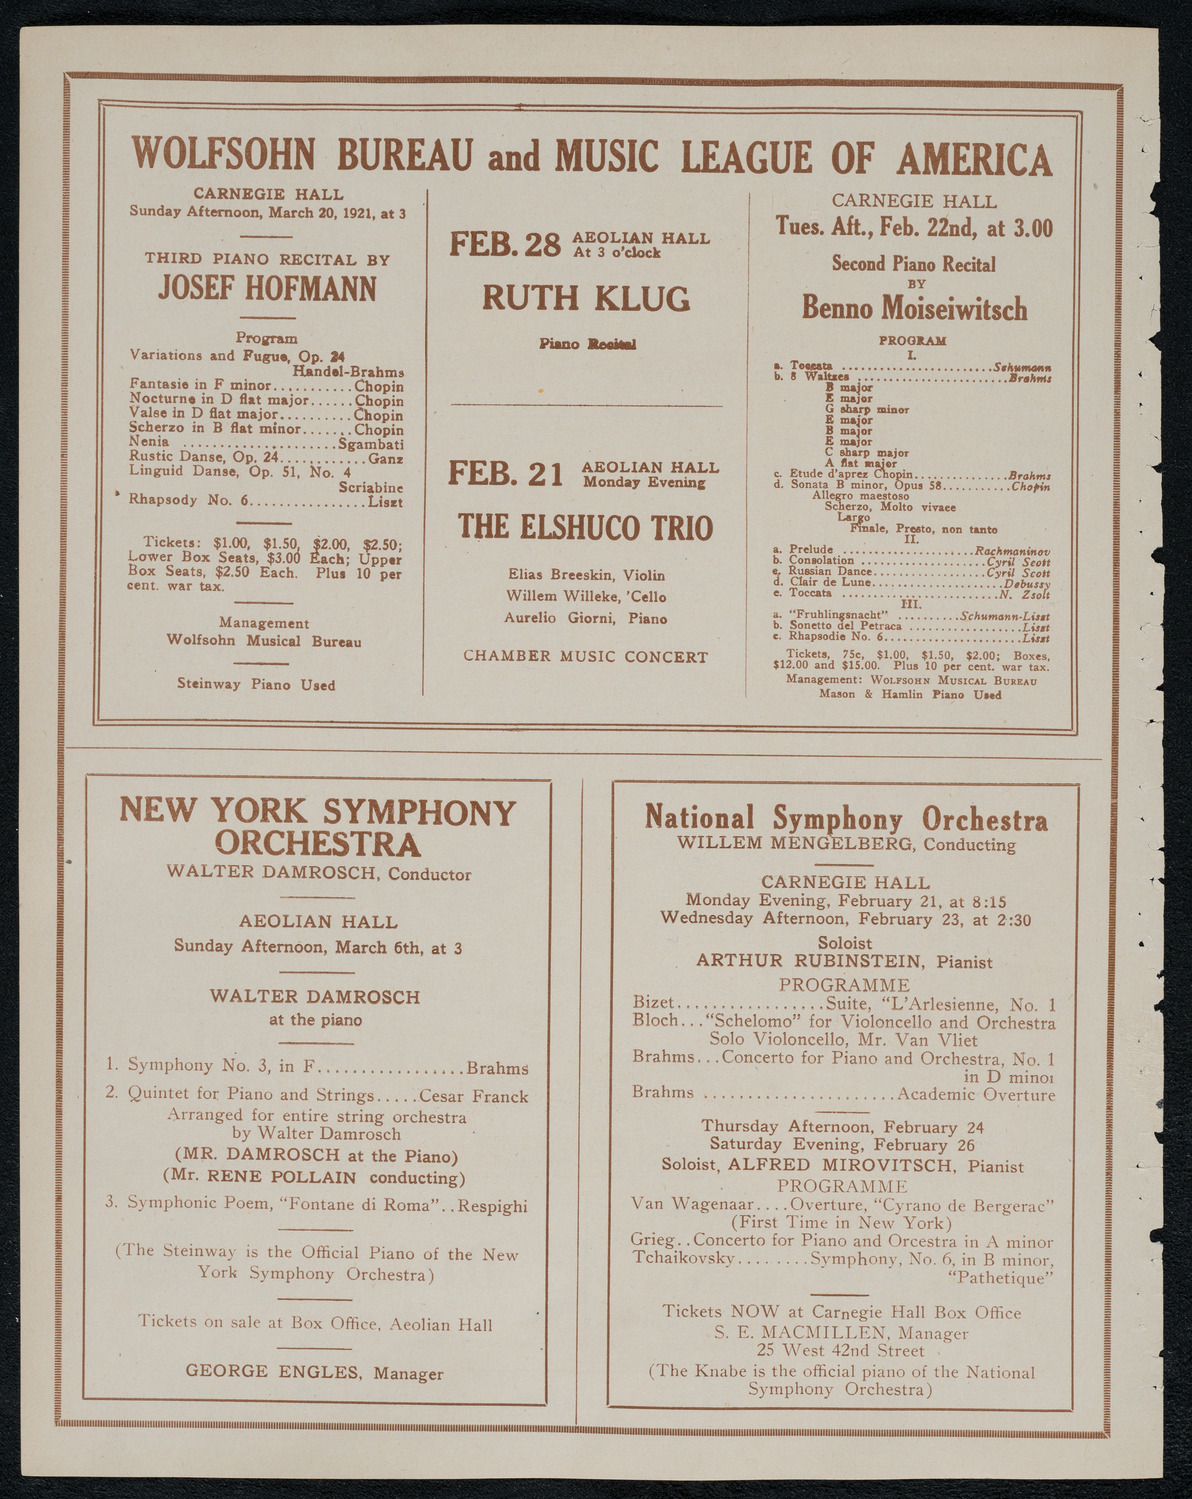 WOLFSOHN BUREAU and MUSIC LEAGUE OF AMERICA
CARNEGIE HALL
Sunday Afternoon, March 20, 1921, at 3
THIRD PIANO RECITAL BY
JOSEF HOFMANN
Program
Variations and Fugue, Op. 24
Handel-Brahms
Fantasie in F minor...........Chopin
Nocturne in D flat major......Chopin
Valse in D flat major..........Chopin
Scherzo in B flat minor........Chopin
Nenia ....................Sgambati
Rustic Danse, Op. 24............Ganz
Linguid Danse, Op. 51, No. 4
Scriabine
Rhapsody No. 6...............Liszt
Tickets: $1.00, $1.50, $2.00, $2.50;
Lower Box Seats, $3.00 Each; Upper
Box Seats, $2.50 Each. Plus 10 per
cent. war tax.
Management
Wolfsohn Musical Bureau
Steinway Piano Used
FEB. 28 AEOLIAN HALL
At 3 o'clock
RUTH KLUG
Piano Recital
FEB. 21 AEOLIAN HALL
Monday Evening
THE ELSHUCO TRIO
Elias Breeskin, Violin
Willem Willeke, 'Cello
Aurelio Giorni, Piano
CHAMBER MUSIC CONCERT
CARNEGIE HALL
Tues. Aft., Feb. 22nd, at 3.00
Second Piano Recital
BY
Benno Moiseiwitsch
PROGRAM
I.
a. Toccata .......................Schumann
b. 8 Waltzes .......................Brahms
B major
E major
G sharp minor
E major
B major
E major
C sharp major
A flat major
c. Etude d'aprez Chopin..............Brahms
d. Sonata B minor, Opus 58...........Chopin
Allegro maestoso
Scherzo, Molto vivace
Largo
Finale, Presto, non tanto
II.
a. Prelude ....................Rachmaninov
b. Consolation ...................Cyril Scott
c. Russian Dance.................Cyril Scott
d. Clair de Lune....................Debussy
e. Toccata ........................N. Zsolt
III.
a. "Fruhlingsnacht" ..........Schumann-Liszt
b. Sonetto del Petraca .................Liszt
c. Rhapsodie No. 6.....................Liszt
Tickets, 75c, $1.00, $1.50, $2.00; Boxes,
$12.00 and $15.00. Plus 10 per cent. war tax.
Management: WOLFSOHN MUSICAL BUREAU
Mason & Hamlin Piano Used
NEW YORK SYMPHONY
ORCHESTRA
WALTER DAMROSCH, Conductor
AEOLIAN HALL
Sunday Afternoon, March 6th, at 3
WALTER DAMROSCH
at the piano
1. Symphony No. 3, in F.................Brahms
2. Quintet for Piano and Strings.....Cesar Franck
Arranged for entire string orchestra
by Walter Damrosch
(MR. DAMROSCH at the Piano)
(Mr. RENE POLLAIN conducting)
3. Symphonic Poem, "Fontane di Roma"..Respighi
(The Steinway is the Official Piano of the New
York Symphony Orchestra)
Tickets on sale at Box Office, Aeolian Hall
GEORGE ENGLES, Manager
National Symphony Orchestra
WILLEM MENGELBERG, Conducting
CARNEGIE HALL
Monday Evening, February 21, at 8:15
Wednesday Afternoon, February 23, at 2:30
Soloist
ARTHUR RUBINSTEIN, Pianist
PROGRAMME
Bizet.................Suite, "L'Arlesienne, No. 1
Bloch..."Schelomo" for Violoncello and Orchestra
Solo Violoncello, Mr. Van Vliet
Brahms...Concerto for Piano and Orchestra, No. 1
in D minor
Brahms ......................Academic Overture
Thursday Afternoon, February 24
Saturday Evening, February 26
Soloist, ALFRED MIROVITSCH, Pianist
PROGRAMME
Van Wagenaar....Overture, "Cyrano de Bergerac"
(First Time in New York)
Grieg..Concerto for Piano and Orcestra in A minor
Tchaikovsky........Symphony, No. 6, in B minor,
"Pathetique"
Tickets NOW at Carnegie Hall Box Office
S. E. MACMILLEN, Manager
25 West 42nd Street
(The Knabe is the official piano of the National
Symphony Orchestra)